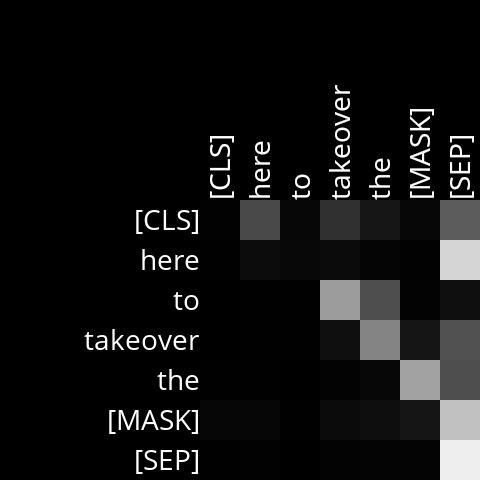 [CLS] here to takeover the [MASK] [SEP]
[CLS]
here
to
takeover
the
[MASK]
[SEP]